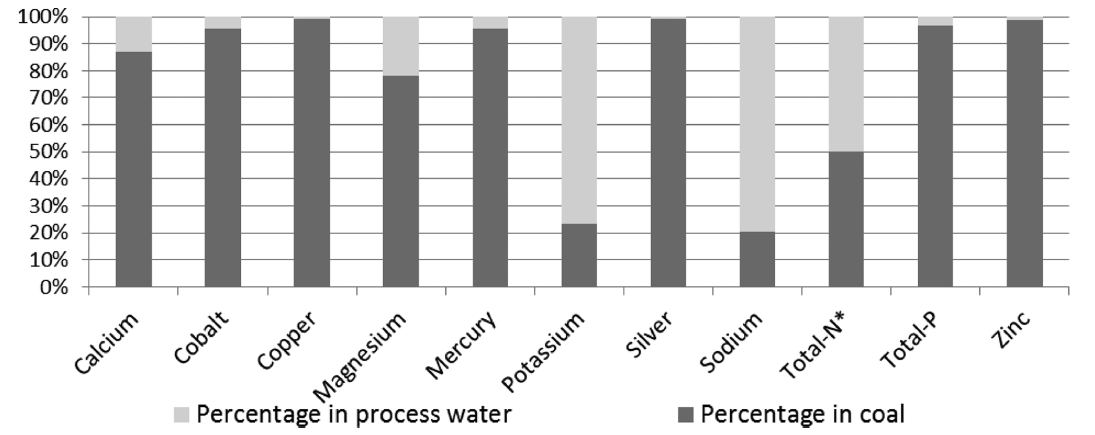 100%
90%
80%
70%
60%
50%
40%
30%
20%
10%
0%
Calcium
Cobalt
Copper
Magnesium
Mercury
Potassium
Silver
Sodium
Total-N*
Total-P
Zinc
Percentage in process water
Percentage in coal